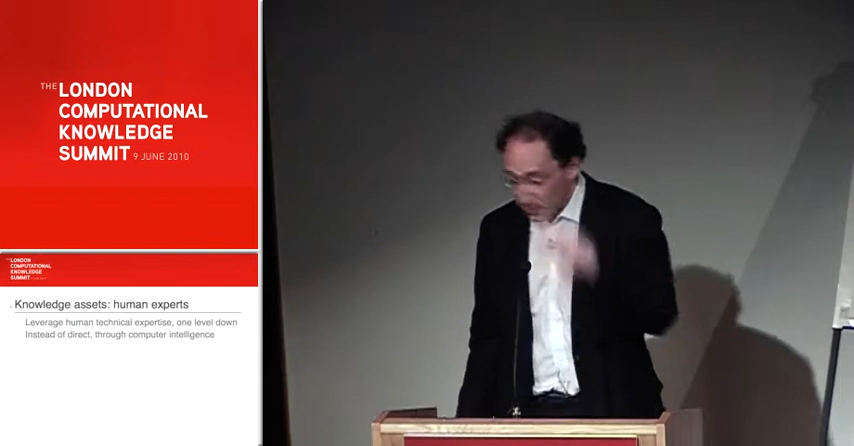 THE LONDON
COMPUTATIONAL
KNOWLEDGE
SUMMIT 9 JUNE 2010
LONDON
COMPUTATIONAL
KNOWLEDGE
SUMMIT
Knowledge assets: human experts
Leverage human technical expertise, one level down
Instead of direct, through computer intelligence